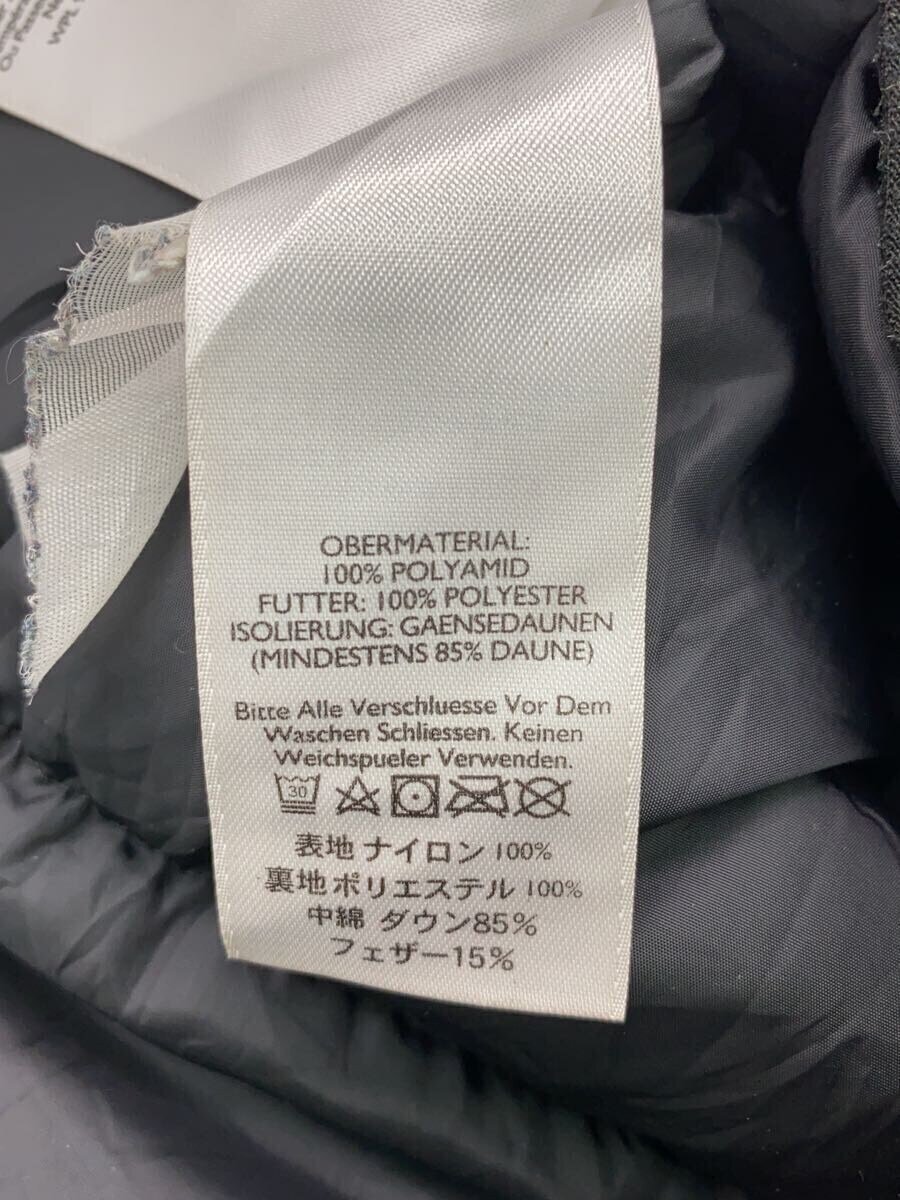 WPL
OBERMATERIAL:
100% POLYAMID
FUTTER: 100% POLYESTER
ISOLIERUNG: GAENSEDAUNEN
(MINDESTENS 85% DAUNE)
Bitte Alle Verschluesse Vor Dem
Waschen Schliessen. Keinen
Weichspueler Verwenden.
30
表地 ナイロン 100%
裏地 ポリエステル 100%
中綿 ダウン85%
フェザー15%